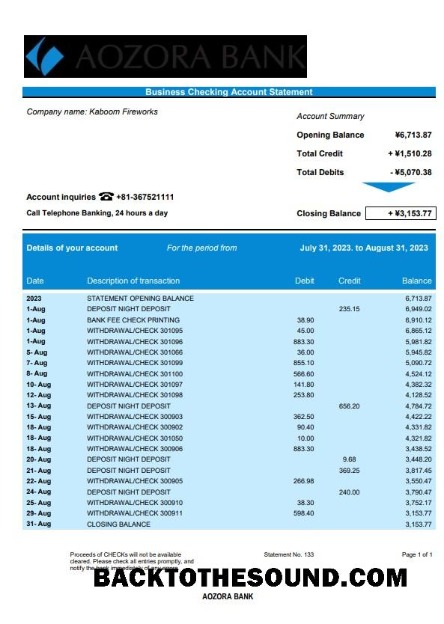 AOZORA BANK
Business Checking Account Statement
Company name: Kaboom Fireworks
Account Summary
Opening Balance ¥6,713.87
Total Credit + ¥1,510.28
Total Debits - ¥5,070.38
Account inquiries ☎ +81-367521111
Call Telephone Banking, 24 hours a day
Closing Balance + ¥3,153.77
Details of your account For the period from July 31, 2023. to August 31, 2023
Date Description of transaction Debit Credit Balance
2023 STATEMENT OPENING BALANCE 6,713.87
1-Aug DEPOSIT NIGHT DEPOSIT 235.15 6,949.02
1-Aug BANK FEE CHECK PRINTING 38.90 6,910.12
1-Aug WITHDRAWAL/CHECK 301095 45.00 6,865.12
1-Aug WITHDRAWAL/CHECK 301096 883.30 5,981.82
5- Aug WITHDRAWAL/CHECK 301066 36.00 5,945.82
7- Aug WITHDRAWAL/CHECK 301099 855.10 5,090.72
8- Aug WITHDRAWAL/CHECK 301100 566.60 4,524.12
10- Aug WITHDRAWAL/CHECK 301097 141.80 4,382.32
12- Aug WITHDRAWAL/CHECK 301098 253.80 4,128.52
13- Aug DEPOSIT NIGHT DEPOSIT 656.20 4,784.72
15- Aug WITHDRAWAL/CHECK 300903 362.50 4,422.22
18- Aug WITHDRAWAL/CHECK 300902 90.40 4,331.82
18- Aug WITHDRAWAL/CHECK 301050 10.00 4,321.82
18- Aug WITHDRAWAL/CHECK 300906 883.30 3,438.52
20- Aug DEPOSIT NIGHT DEPOSIT 9.68 3,448.20
21- Aug DEPOSIT NIGHT DEPOSIT 369.25 3,817.45
22- Aug WITHDRAWAL/CHECK 300905 266.98 3,550.47
24- Aug DEPOSIT NIGHT DEPOSIT 240.00 3,790.47
25- Aug WITHDRAWAL/CHECK 300910 38.30 3,752.17
29- Aug WITHDRAWAL/CHECK 300911 598.40 3,153.77
31- Aug CLOSING BALANCE 3,153.77
Proceeds of CHECKs will not be available Statement No. 133 Page 1 of 1
cleared. Please check all entries promptly, and
notify the bank immediately of any
BACKTOTHESOUND.COM
AOZORA BANK